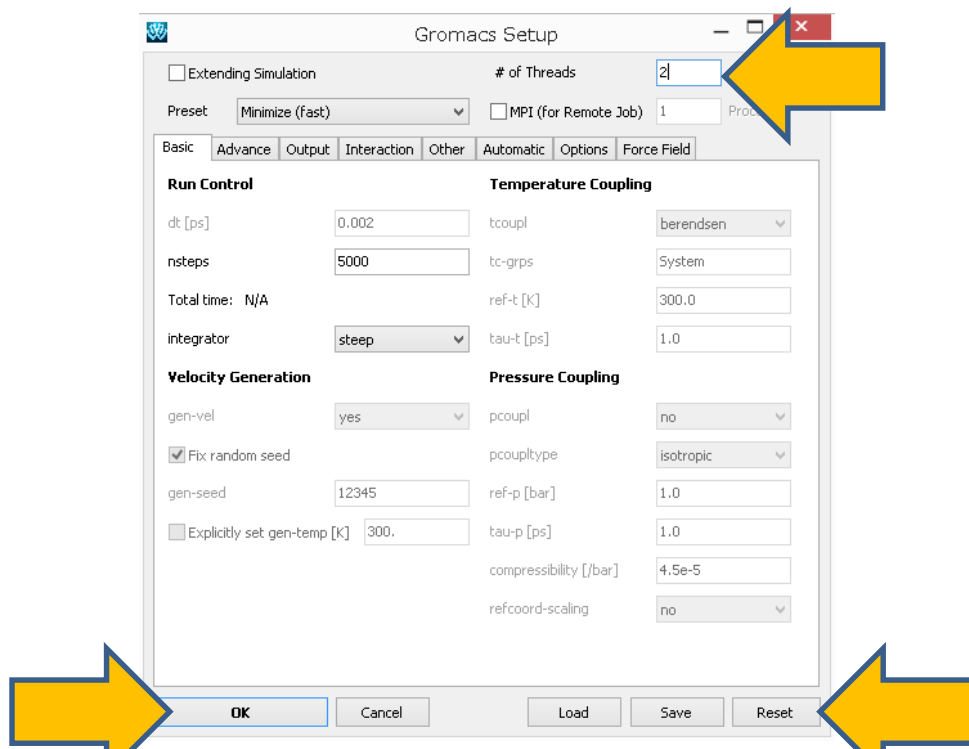 Gromacs Setup
Extending Simulation
# of Threads 2
Preset Minimize (fast) MPI (for Remote Job) 1
Basic Advance Output Interaction Other Automatic Options Force Field
Run Control Temperature Coupling
dt [ps] 0.002 tcoupl berendsen
nsteps 5000 tc-grps System
Total time: N/A ref-t [K] 300.0
integrator steep tau-t [ps] 1.0
Velocity Generation Pressure Coupling
gen-vel yes pcoupl no
Fix random seed pcoupltype isotropic
gen-seed 12345 ref-p [bar] 1.0
Explicitly set gen-temp [K] 300. tau-p [ps] 1.0
compressibility [/bar] 4.5e-5
refcoord-scaling no
OK Cancel Load Save Reset